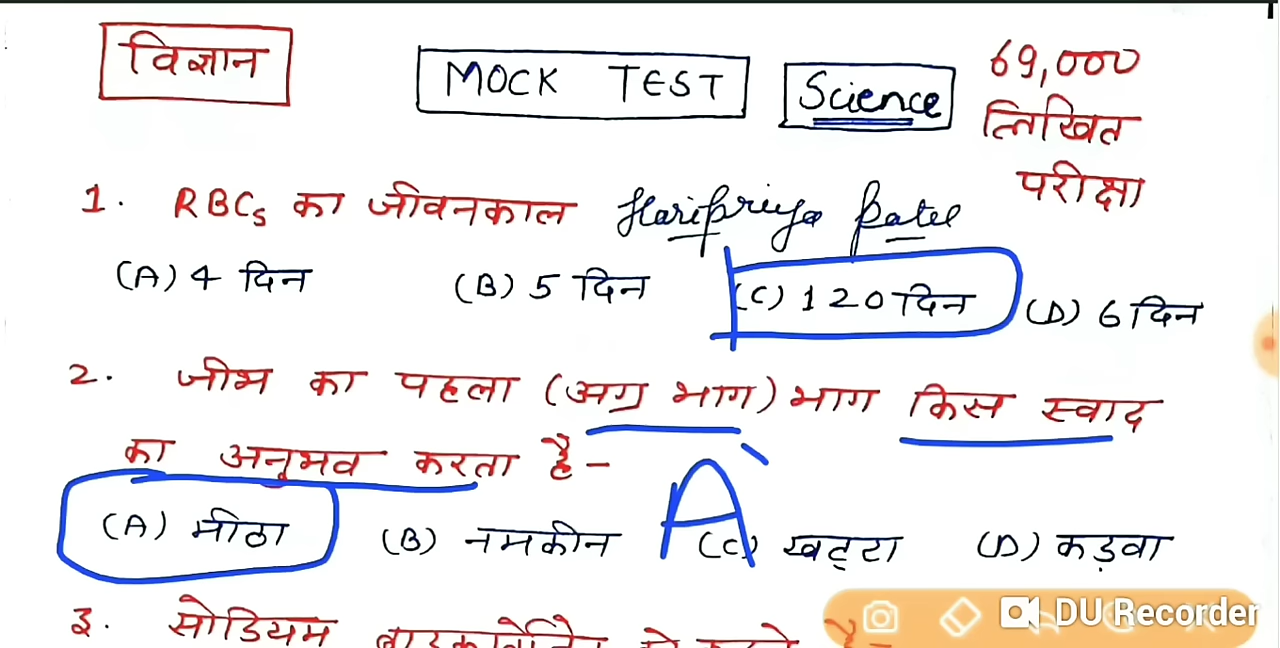 विज्ञान
MOCK TEST
Science
69,000
लिखित
परीक्षा
1. RBCs का जीवनकाल Haripriya Patel
(A) 4 दिन (B) 5 दिन (C) 120 दिन (D) 6 दिन
2. जीभ का पहला (अग्र भाग) भाग किस स्वाद
का अनुभव करता है-
A
(A) मीठा (B) नमकीन (C) खट्टा (D) कड़वा
3. सोडियम
DU Recorder